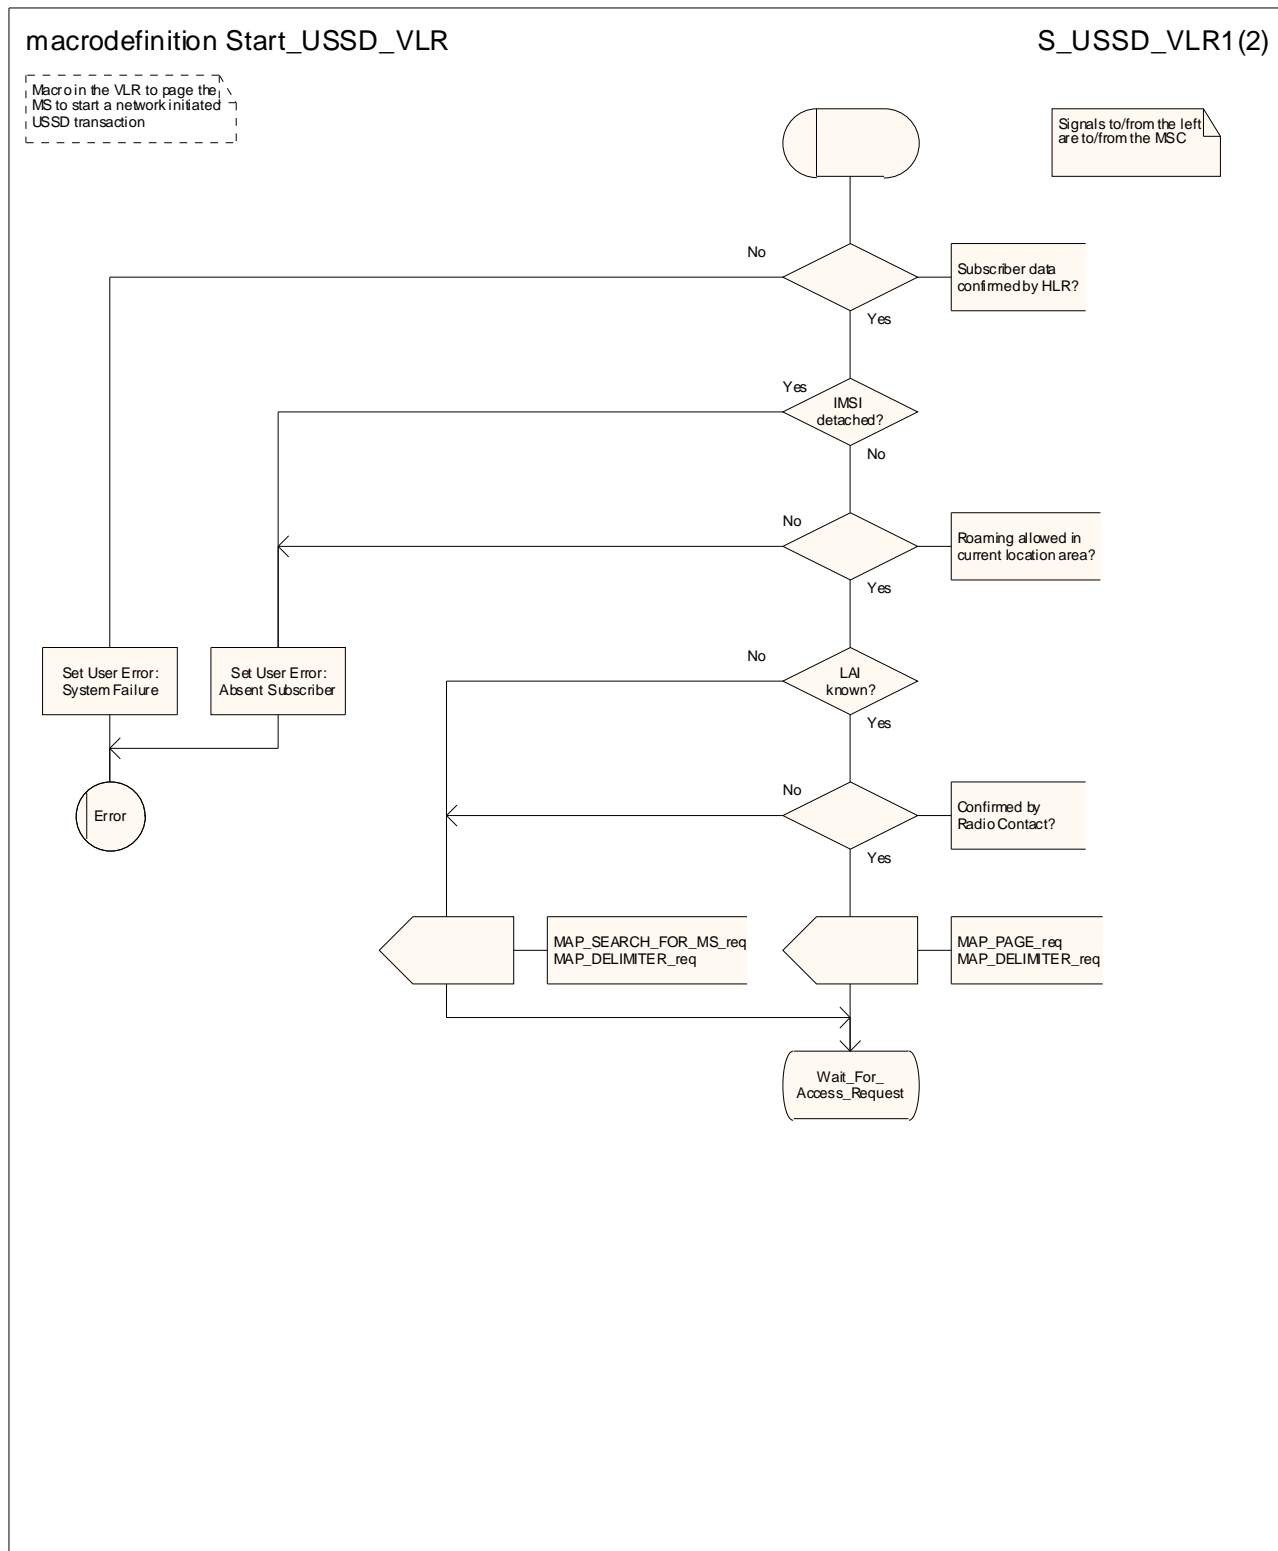 macrodefinition Start_USSD_VLR
S_USSD_VLR1(2)
Macro in the VLR to page the
MS to start a network initiated
USSD transaction
Signals to/from the left
are to/from the MSC
No
Subscriber data
confirmed by HLR?
Yes
Yes
IMSI
detached?
No
No
Roaming allowed in
current location area?
Yes
Set User Error:
System Failure
Set User Error:
Absent Subscriber
No
LAI
known?
Yes
Error
No
Confirmed by
Radio Contact?
Yes
MAP_SEARCH_FOR_MS_req
MAP_DELIMITER_req
MAP_PAGE_req
MAP_DELIMITER_req
Wait_For_
Access_Request